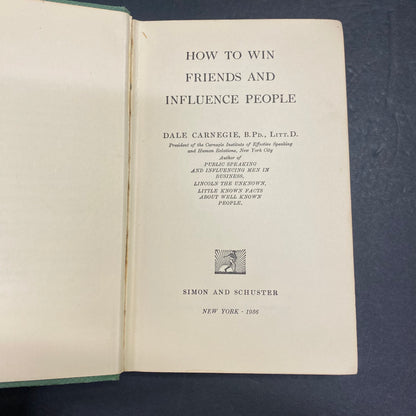 HOW TO WIN
FRIENDS AND
INFLUENCE PEOPLE
DALE CARNEGIE, B.PD., LITT.D.
President of the Carnegie Institute of Effective Speaking
and Human Relations, New York City
Author of
PUBLIC SPEAKING
AND INFLUENCING MEN IN
BUSINESS,
LINCOLN THE UNKNOWN,
LITTLE KNOWN FACTS
ABOUT WELL KNOWN
PEOPLE.
SIMON AND SCHUSTER
NEW YORK · 1936